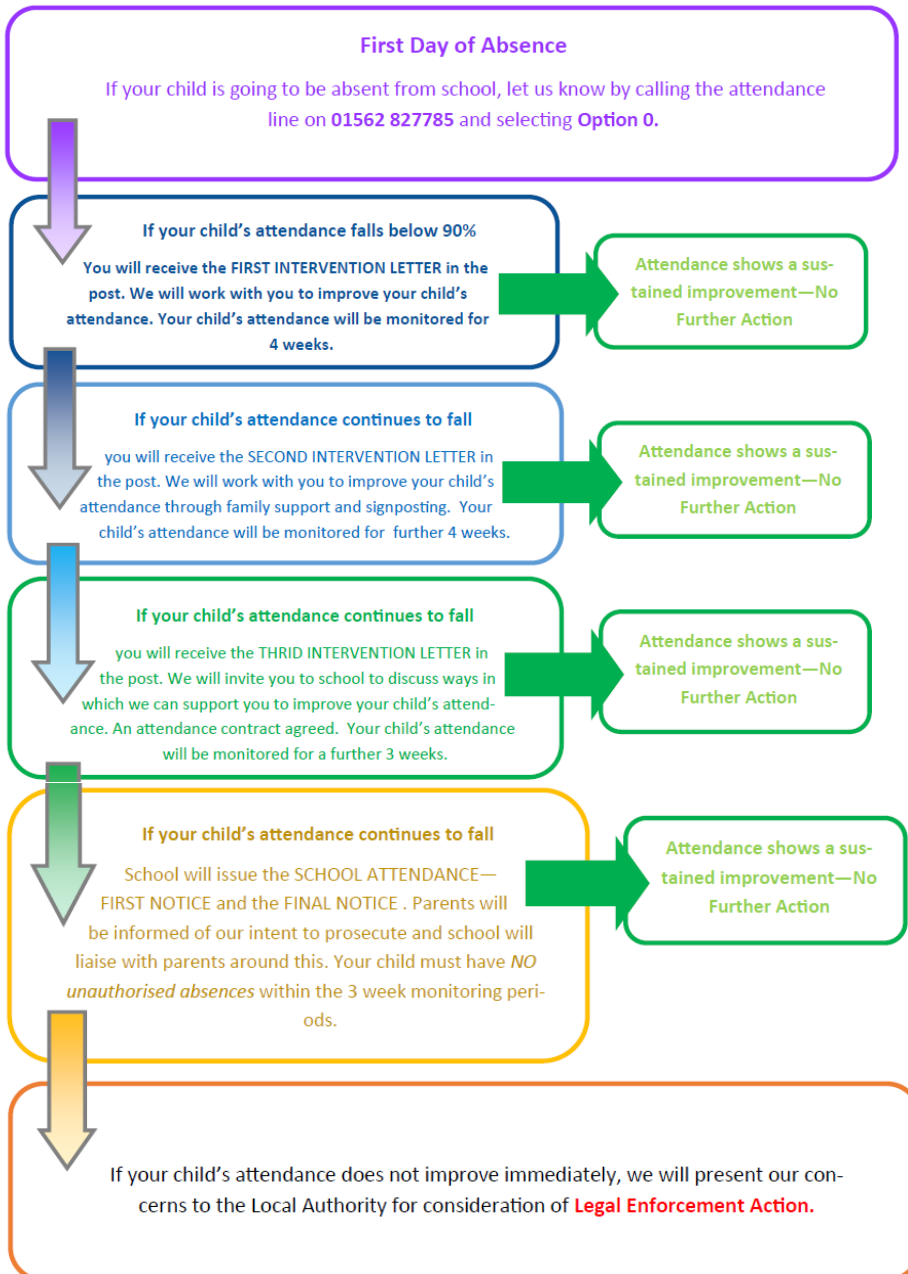 First Day of Absence
If your child is going to be absent from school, let us know by calling the attendance
line on 01562 827785 and selecting Option 0.
If your child's attendance falls below 90%
You will receive the FIRST INTERVENTION LETTER in the
post. We will work with you to improve your child's
attendance. Your child's attendance will be monitored for
4 weeks.
Attendance shows a sus-
tained improvement—No
Further Action
If your child's attendance continues to fall
you will receive the SECOND INTERVENTION LETTER in
the post. We will work with you to improve your child's
attendance through family support and signposting. Your
child's attendance will be monitored for further 4 weeks.
Attendance shows a sus-
tained improvement—No
Further Action
If your child's attendance continues to fall
you will receive the THRID INTERVENTION LETTER in
the post. We will invite you to school to discuss ways in
which we can support you to improve your child's attend-
ance. An attendance contract agreed. Your child's attendance
will be monitored for a further 3 weeks.
Attendance shows a sus-
tained improvement—No
Further Action
If your child's attendance continues to fall
School will issue the SCHOOL ATTENDANCE—
FIRST NOTICE and the FINAL NOTICE . Parents will
be informed of our intent to prosecute and school will
liaise with parents around this. Your child must have NO
unauthorised absences within the 3 week monitoring peri-
ods.
Attendance shows a sus-
tained improvement—No
Further Action
If your child's attendance does not improve immediately, we will present our con-
cerns to the Local Authority for consideration of Legal Enforcement Action.